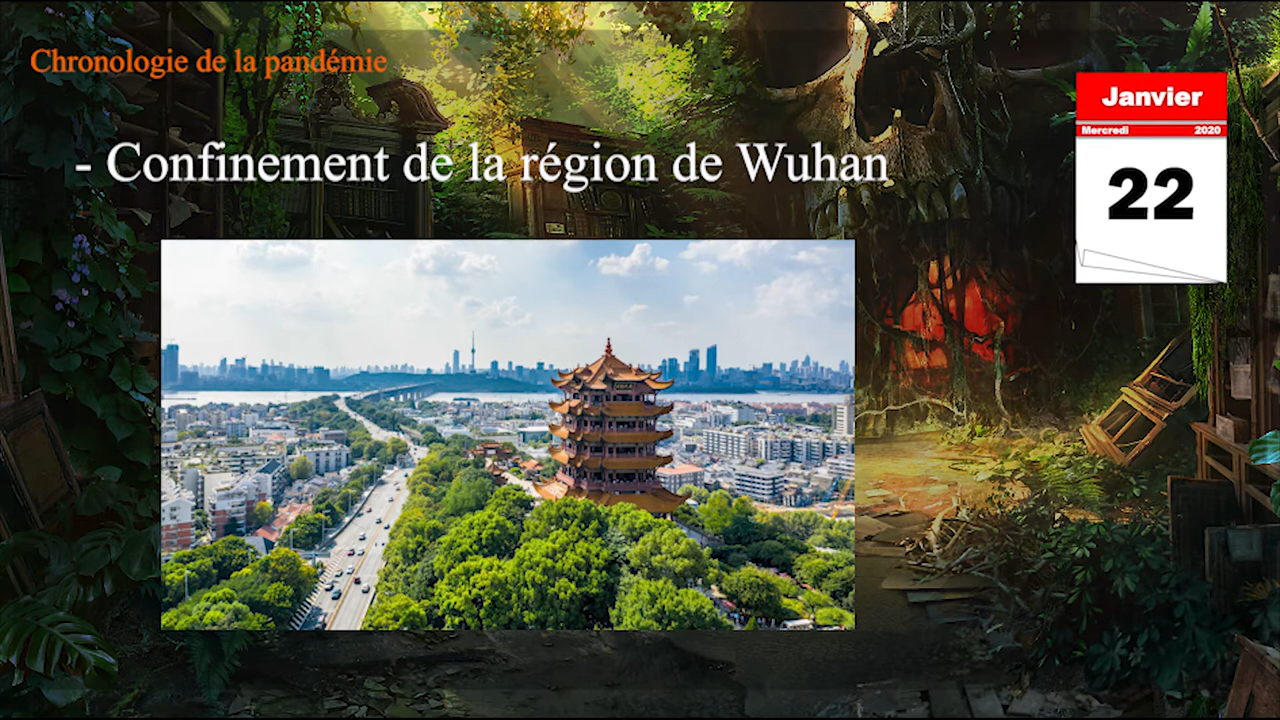 Chronologie de la pandémie
- Confinement de la région de Wuhan
Janvier
Mercredi 2020
22